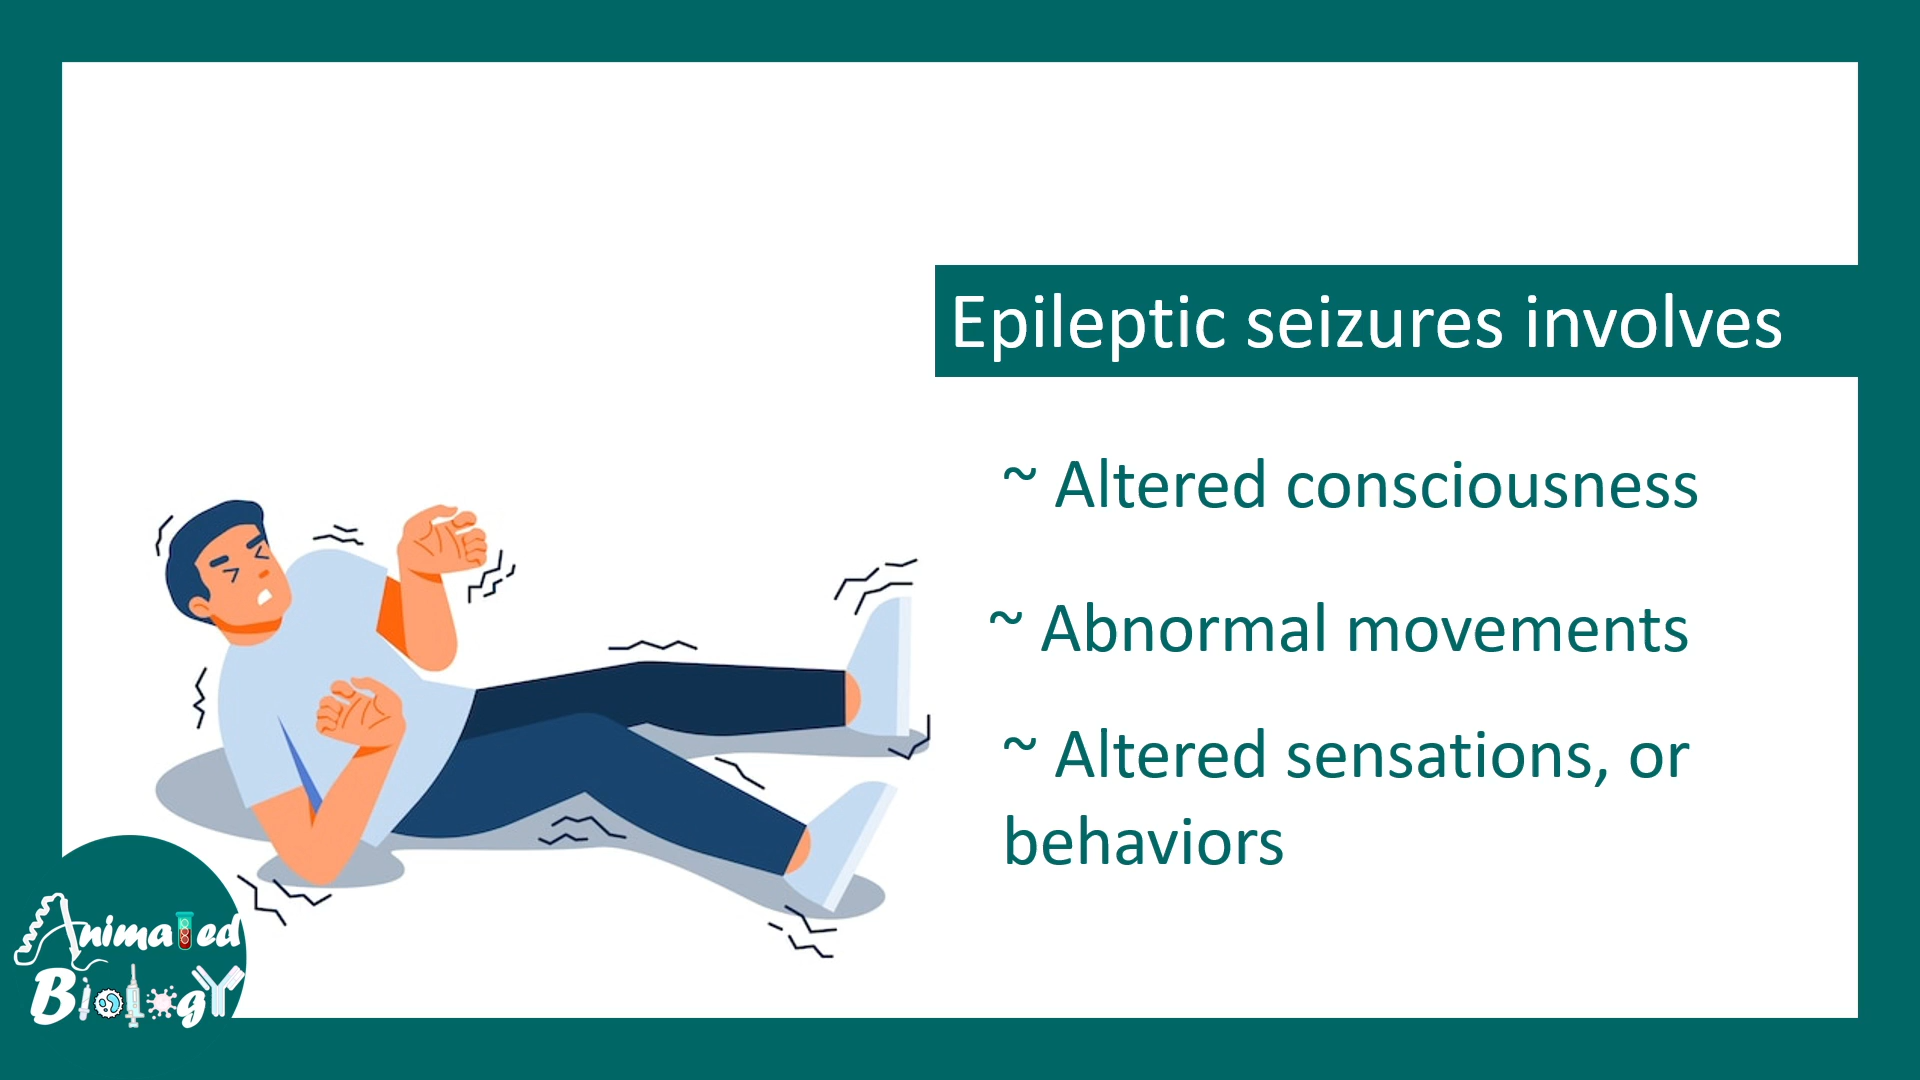 Epileptic seizures involves
~ Altered consciousness
~ Abnormal movements
~ Altered sensations, or
behaviors
Animated
Biology